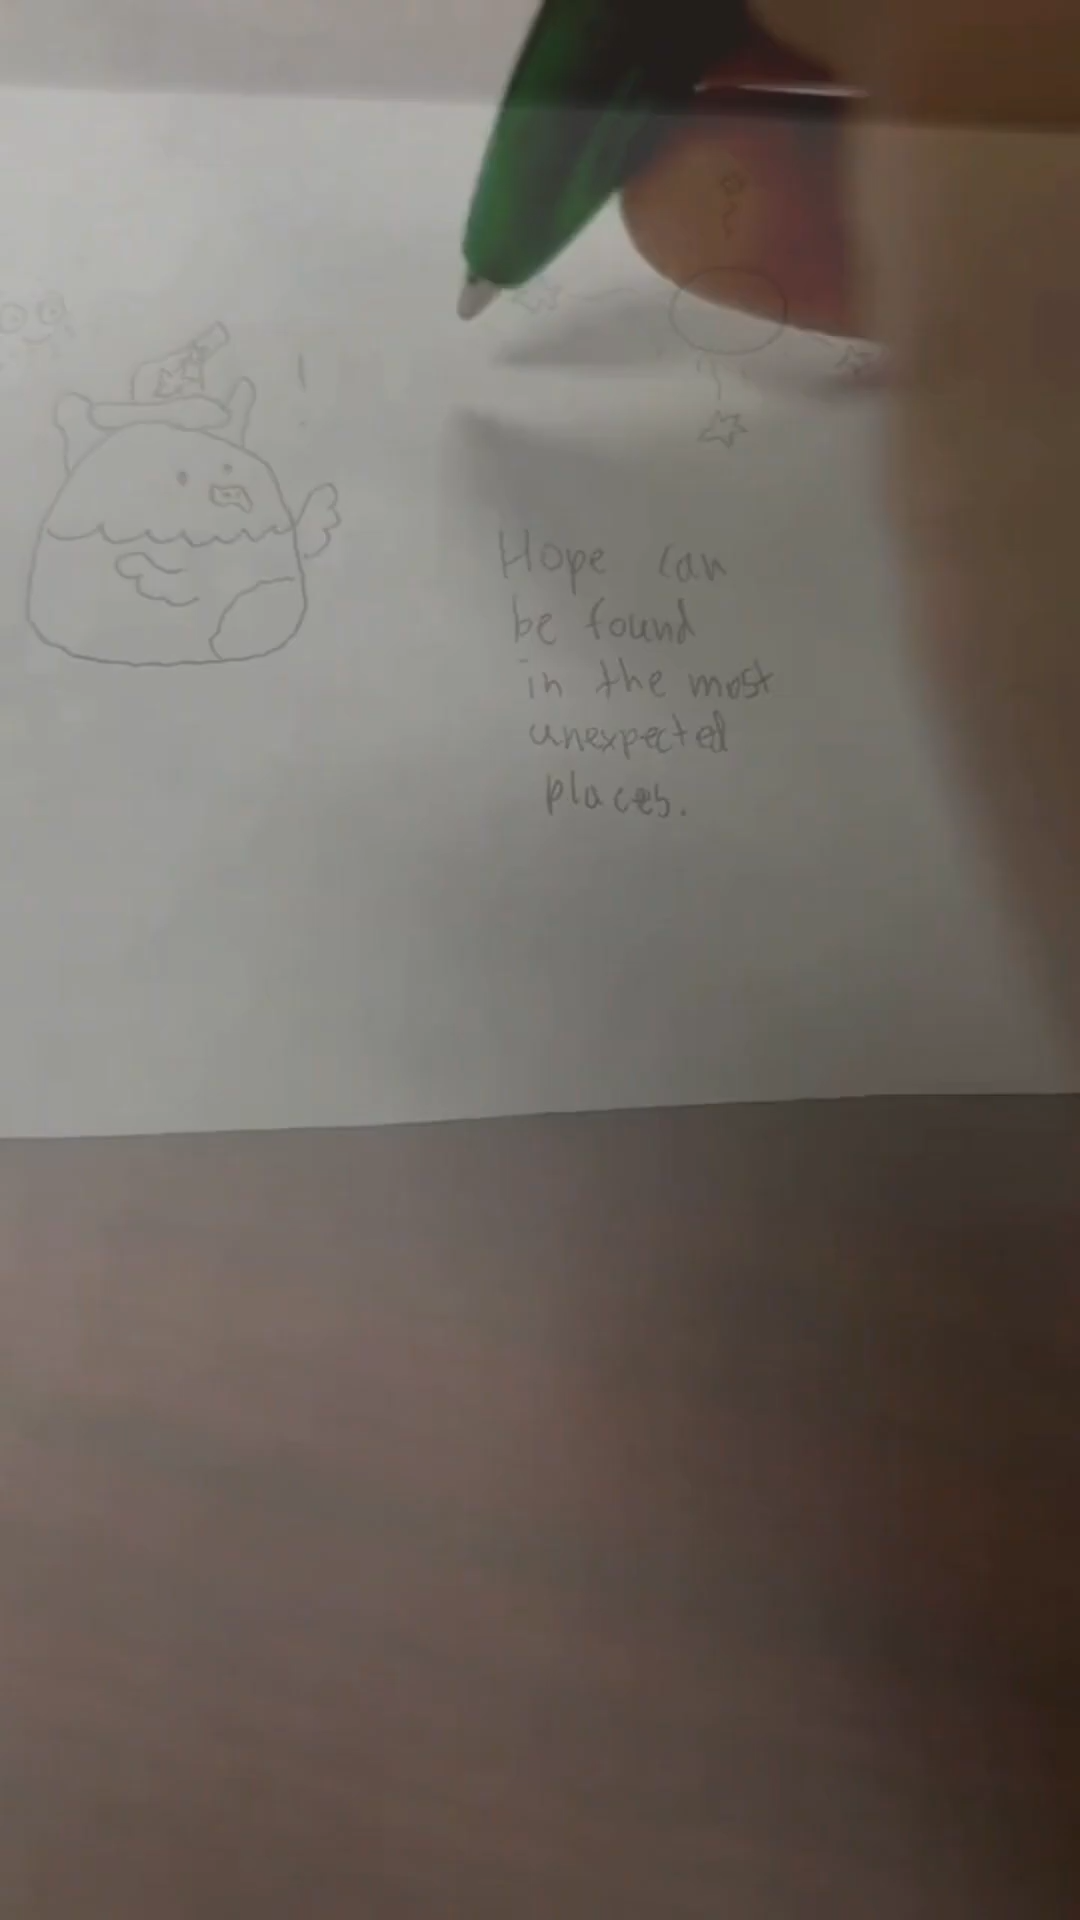 !
Hope can
be found
in the most
unexpected
places.